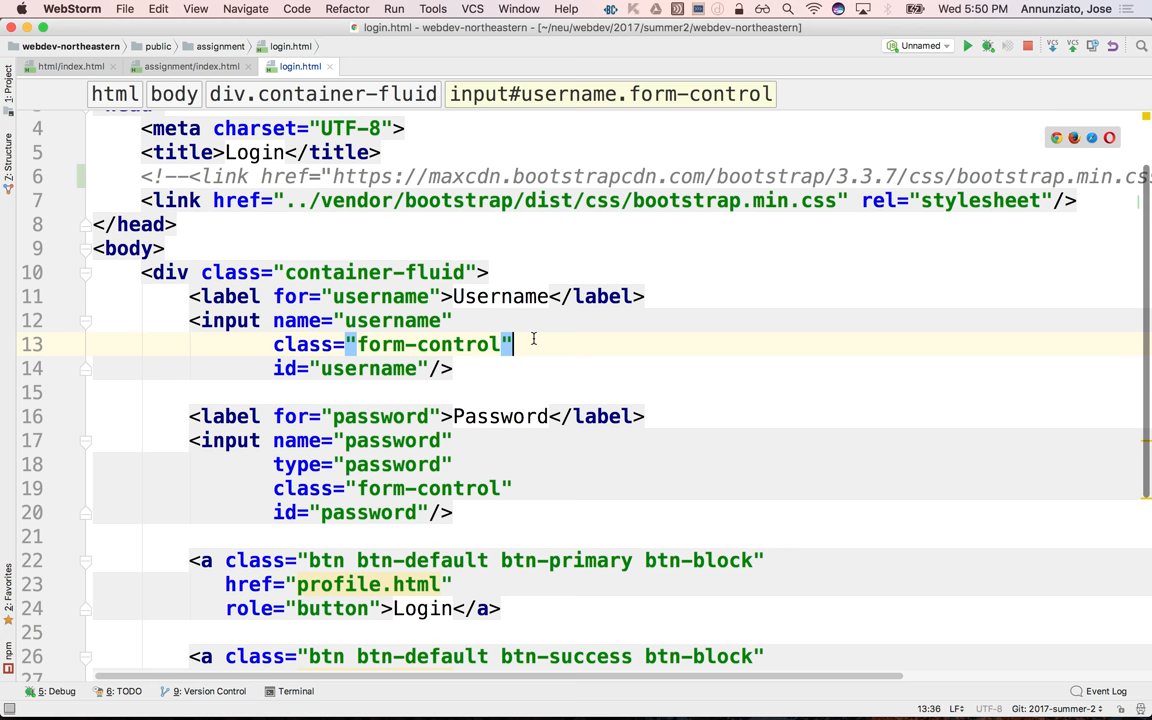 WebStorm File Edit View Navigate Code Refactor Run Tools VCS Window Help Wed 5:50 PM Annunziato, Jose
login.html - webdev-northeastern - [~/neu/webdev/2017/summer2/webdev-northeastern]
webdev-northeastern public assignment login.html Unnamed
html/index.html assignment/index.html login.html
html body div.container-fluid input#username.form-control
4 <meta charset="UTF-8">
5 <title>Login</title>
6 <!--<link href="https://maxcdn.bootstrapcdn.com/bootstrap/3.3.7/css/bootstrap.min.css
7 <link href="../vendor/bootstrap/dist/css/bootstrap.min.css" rel="stylesheet"/>
8 </head>
9 <body>
10 <div class="container-fluid">
11 <label for="username">Username</label>
12 <input name="username"
13 class="form-control"
14 id="username"/>
15
16 <label for="password">Password</label>
17 <input name="password"
18 type="password"
19 class="form-control"
20 id="password"/>
21
22 <a class="btn btn-default btn-primary btn-block"
23 href="profile.html"
24 role="button">Login</a>
25
26 <a class="btn btn-default btn-success btn-block"
27
1: Project
7: Structure
2: Favorites
npm
5: Debug 6: TODO 9: Version Control Terminal Event Log
13:36 LF UTF-8 Git: 2017-summer-2